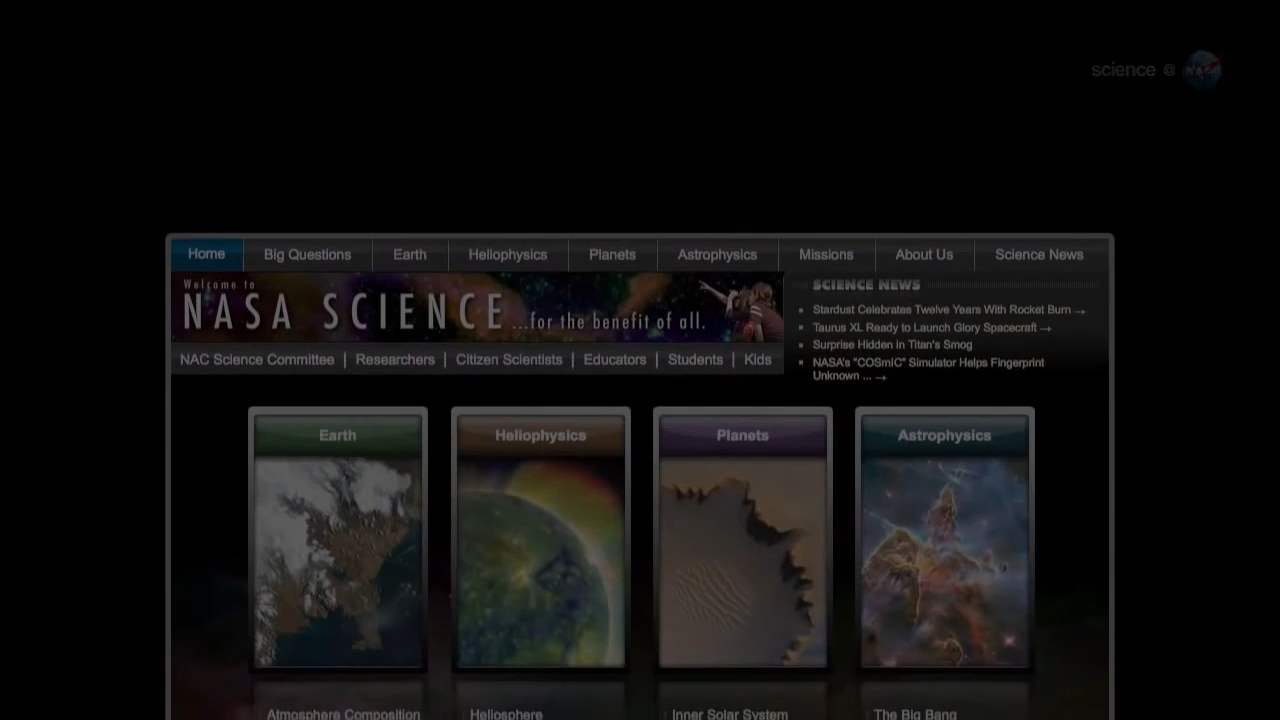 science @ NASA
Home Big Questions Earth Heliophysics Planets Astrophysics Missions About Us Science News
Welcome to
NASA SCIENCE ...for the benefit of all.
NAC Science Committee | Researchers | Citizen Scientists | Educators | Students | Kids
SCIENCE NEWS
Stardust Celebrates Twelve Years With Rocket Burn →
Taurus XL Ready to Launch Glory Spacecraft →
Surprise Hidden in Titan's Smog
NASA's "COSmIC" Simulator Helps Fingerprint
Unknown ... →
Earth Heliophysics Planets Astrophysics
Atmosphere Composition Heliosphere Inner Solar System The Big Bang